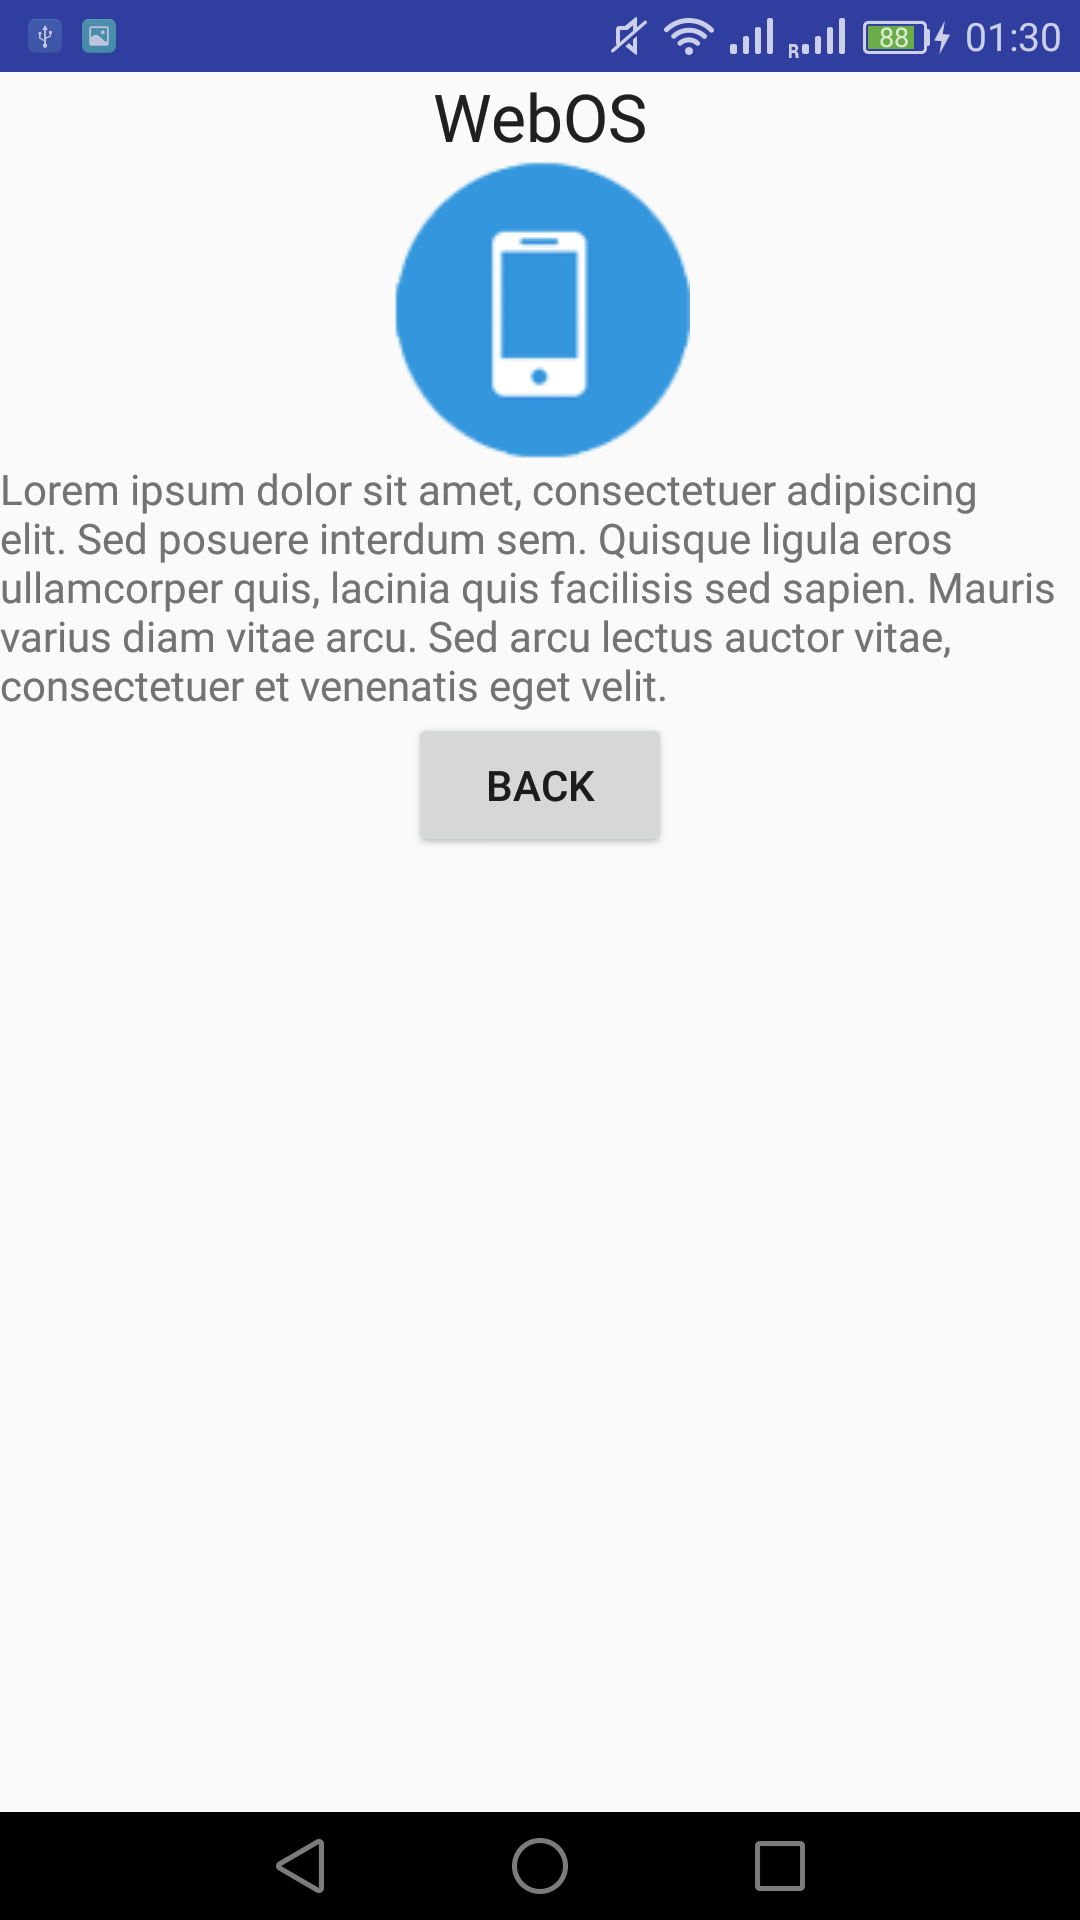 R 88 01:30
WebOS
Lorem ipsum dolor sit amet, consectetuer adipiscing
elit. Sed posuere interdum sem. Quisque ligula eros
ullamcorper quis, lacinia quis facilisis sed sapien. Mauris
varius diam vitae arcu. Sed arcu lectus auctor vitae,
consectetuer et venenatis eget velit.
BACK